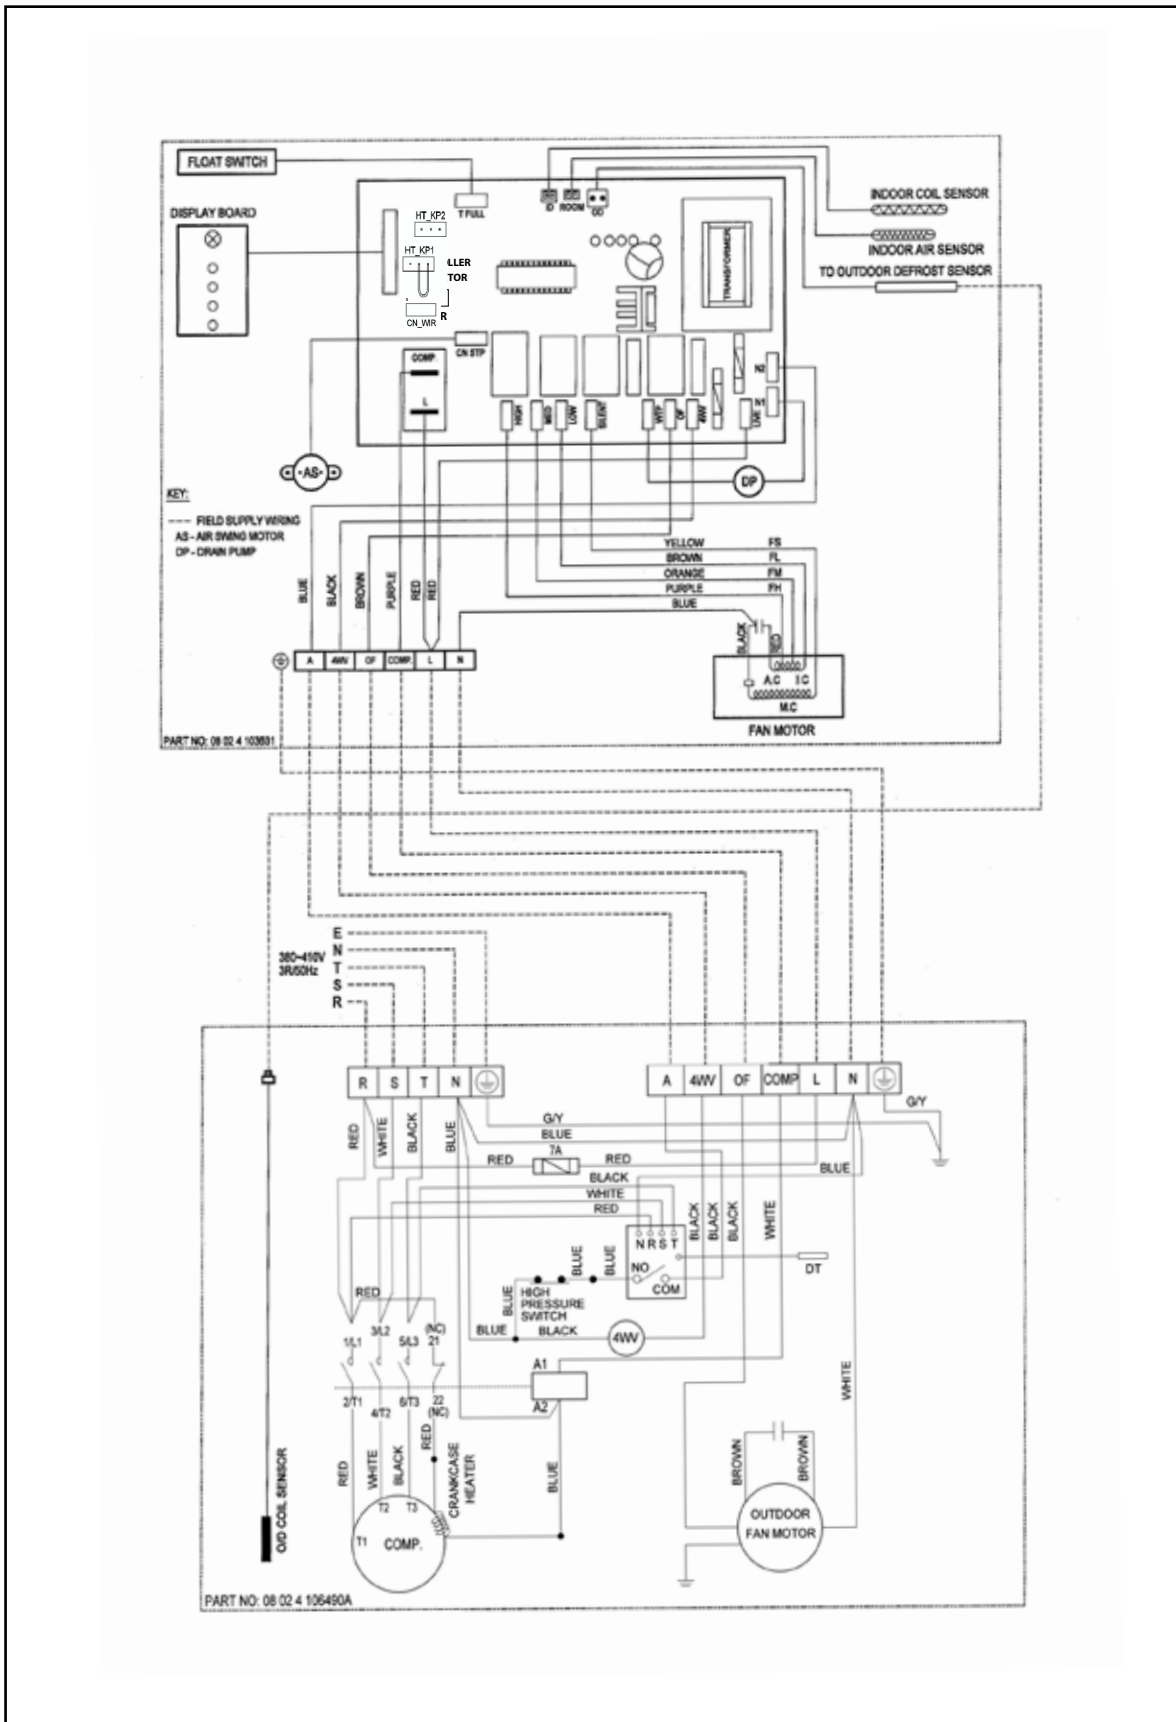 FLOAT SWITCH
DISPLAY BOARD
T FULL
ID
ROOM
OD
INDOOR COIL SENSOR
INDOOR AIR SENSOR
TO OUTDOOR DEFROST SENSOR
TRANSFORMER
HT_KP2
HT_KP1
LLER
TOR
R
CN_WIR
CN STP
COMP.
L
HIGH
MED
LOW
SILENT
WTP
OF
4WV
LIVE
N2
N1
AS
DP
KEY:
---- FIELD SUPPLY WIRING
AS - AIR SWING MOTOR
DP - DRAIN PUMP
YELLOW FS
BROWN FL
ORANGE FM
PURPLE FH
BLUE
BLUE
BLACK
BROWN
PURPLE
RED
RED
BLACK
RED
A 4WV OF COMP. L N
A.C I C
M.C
FAN MOTOR
PART NO: 08 02 4 103631
380~410V
3R/50Hz
E
N
T
S
R
R S T N
A 4WV OF COMP L N
G/Y
G/Y
BLUE
7A
RED
RED
BLUE
RED
WHITE
BLACK
BLUE
BLACK
WHITE
RED
BLACK
BLACK
BLACK
WHITE
N R S T
NO
COM
DT
BLUE
BLUE
HIGH
PRESSURE
SWITCH
BLUE
BLUE
BLACK
4WV
RED
1/L1
3/L2
5/L3
(NC)
21
A1
A2
2/T1
4/T2
6/T3
22
(NC)
RED
RED
WHITE
BLACK
CRANKCASE
HEATER
BLUE
WHITE
BROWN
BROWN
T1
T2
T3
COMP.
OUTDOOR
FAN MOTOR
O/D COIL SENSOR
PART NO: 08 02 4 106490A